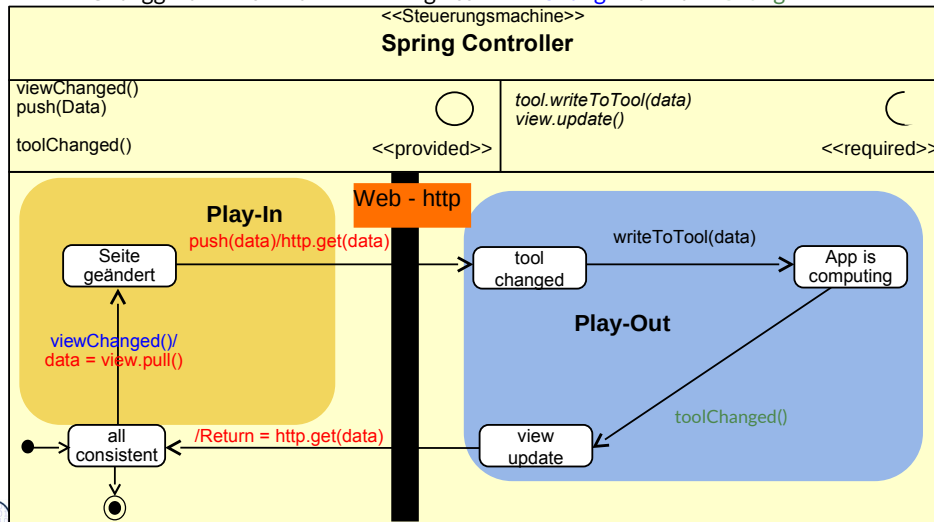 <<Steuerungsmachine>>
Spring Controller
viewChanged()
push(Data)
toolChanged()
<<provided>>
tool.writeToTool(data)
view.update()
<<required>>
Web - http
Play-In
push(data)/http.get(data)
Seite
geändert
writeToTool(data)
tool
changed
App is
computing
Play-Out
viewChanged()/
data = view.pull()
toolChanged()
all
consistent
/Return = http.get(data)
view
update